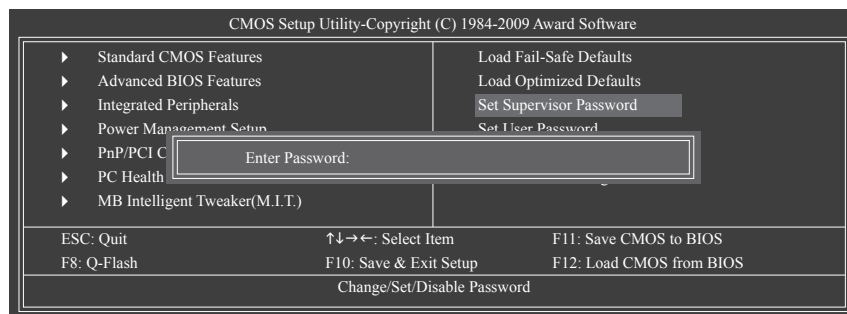 CMOS Setup Utility-Copyright (C) 1984-2009 Award Software
Standard CMOS Features
Advanced BIOS Features
Integrated Peripherals
Power Management Setup
PnP/PCI C
PC Health
MB Intelligent Tweaker(M.I.T.)
Load Fail-Safe Defaults
Load Optimized Defaults
Set Supervisor Password
Set User Password
Enter Password:
ESC: Quit
↑↓→←: Select Item
F11: Save CMOS to BIOS
F8: Q-Flash
F10: Save & Exit Setup
F12: Load CMOS from BIOS
Change/Set/Disable Password